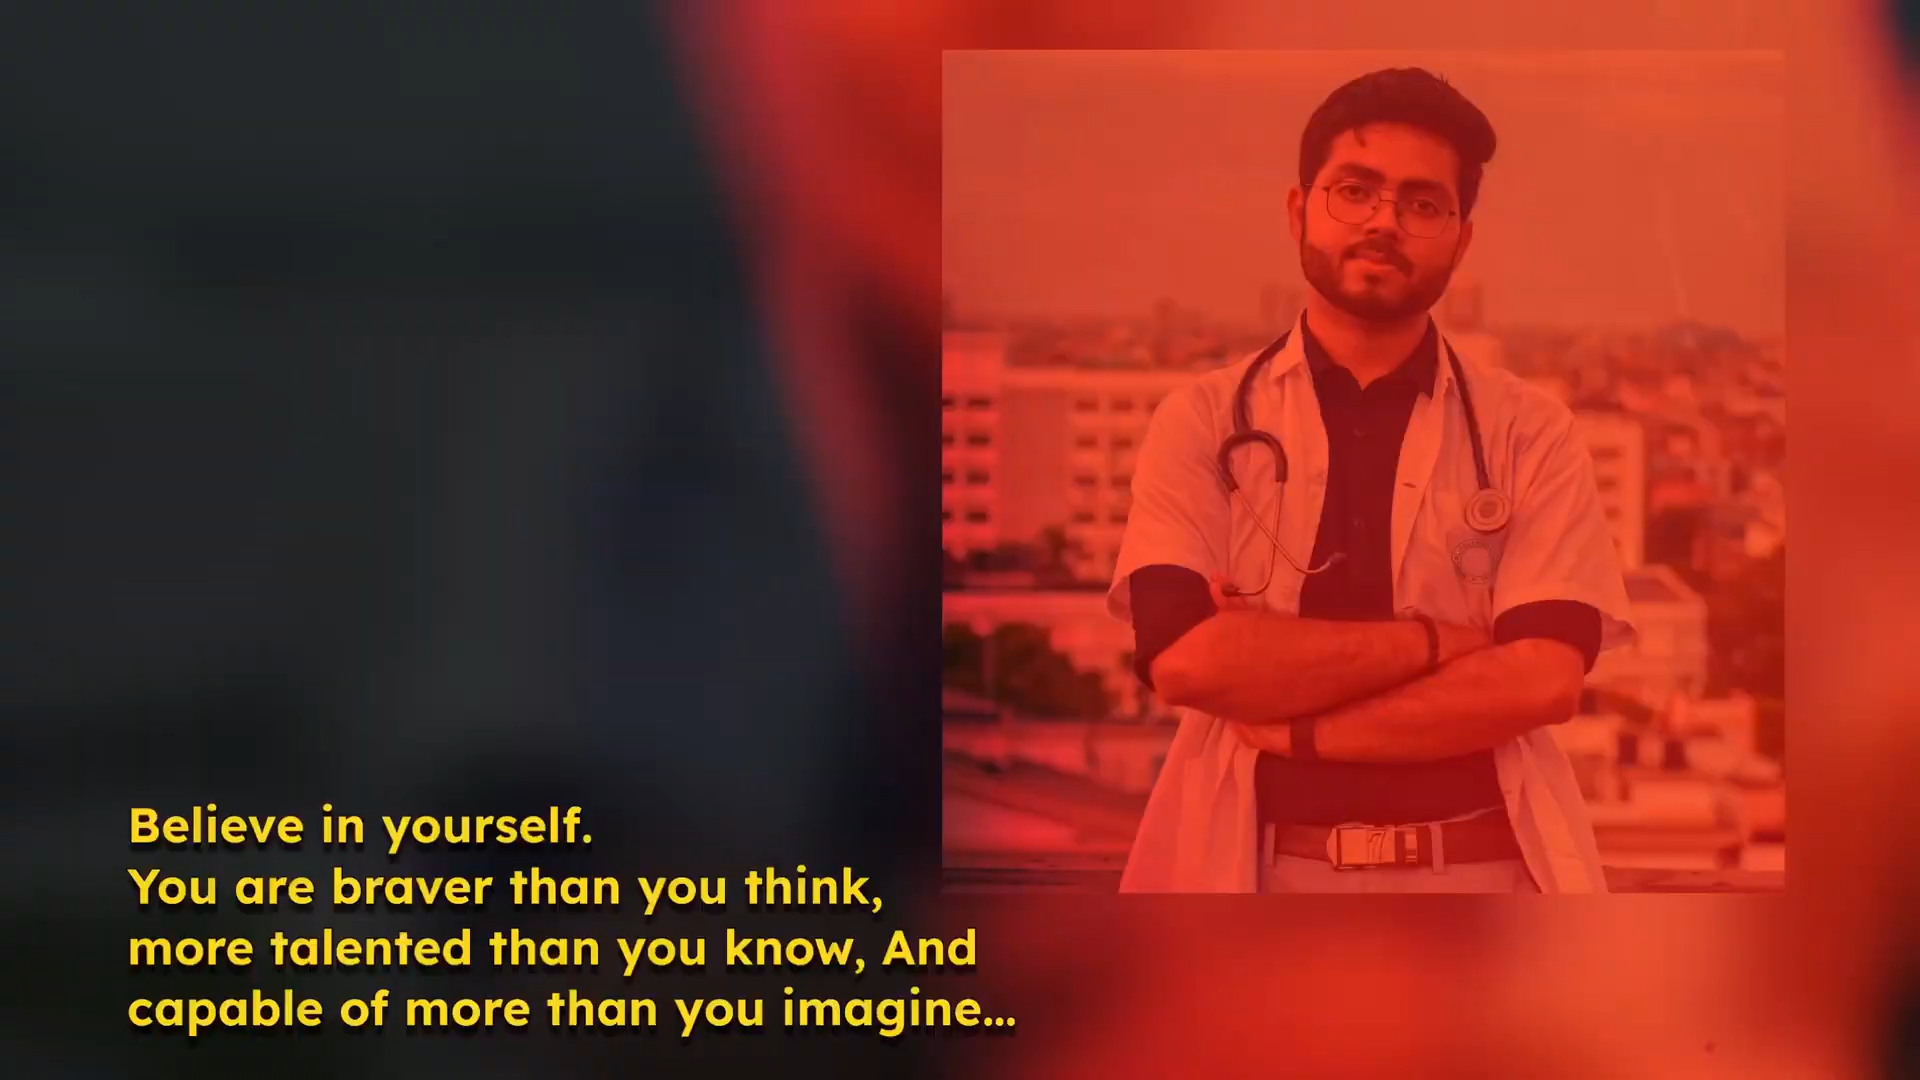 Believe in yourself.
You are braver than you think,
more talented than you know, And
capable of more than you imagine...